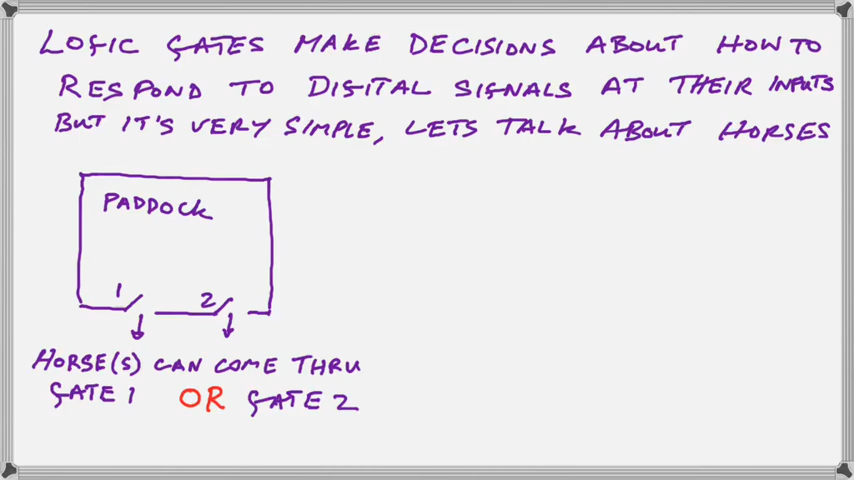 LOGIC GATES MAKE DECISIONS ABOUT HOW TO
RESPOND TO DIGITAL SIGNALS AT THEIR INPUTS
BUT IT'S VERY SIMPLE, LETS TALK ABOUT HORSES
PADDOCK
1 2
HORSE(S) CAN COME THRU
GATE 1 OR GATE 2